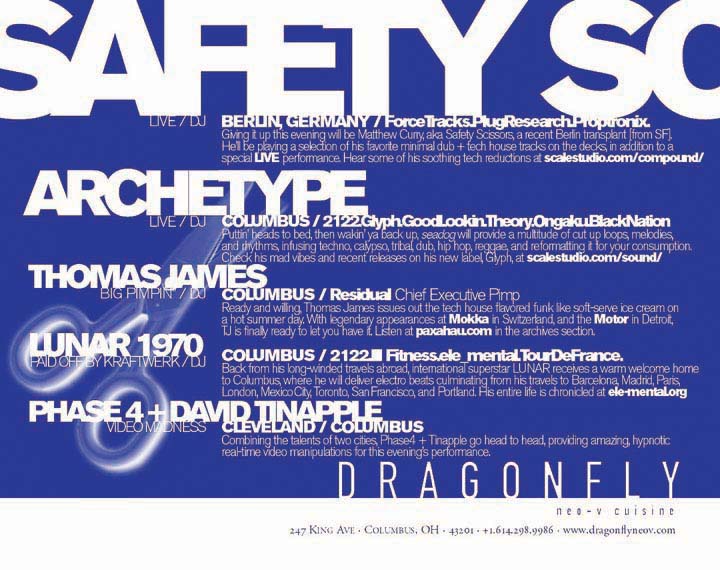 SAFETY SC
LIVE / DJ
BERLIN, GERMANY / ForceTracks.PlugResearch.Proptronix.
Giving it up this evening will be Matthew Curry, aka Safety Scissors, a recent Berlin transplant [from SF].
He'll be playing a selection of his favorite minimal dub + tech house tracks on the decks, in addition to a
special LIVE performance. Hear some of his soothing tech reductions at scalestudio.com/compound/
ARCHETYPE
LIVE / DJ
COLUMBUS / 2122.Glyph.GoodLookin.Theory.Ongaku.BlackNation
Puttin' heads to bed, then wakin' ya back up, seadog will provide a multitude of cut up loops, melodies,
and rhythms, infusing techno, calypso, tribal, dub, hip hop, reggae, and reformatting it for your consumption.
Check his mad vibes and recent releases on his new label, Glyph, at scalestudio.com/sound/
THOMAS JAMES
BIG PIMPIN' / DJ
COLUMBUS / Residual Chief Executive Pimp
Ready and willing, Thomas James issues out the tech house flavored funk like soft-serve ice cream on
a hot summer day. With legendary appearances at Mokka in Switzerland, and the Motor in Detroit,
TJ is finally ready to let you have it. Listen at paxahau.com in the archives section.
LUNAR 1970
PAID OFF BY KRAFTWERK / DJ
COLUMBUS / 2122. Fitness.ele_mental.TourDeFrance.
Back from his long-winded travels abroad, international superstar LUNAR receives a warm welcome home
to Columbus, where he will deliver electro beats culminating from his travels to Barcelona, Madrid, Paris,
London, Mexico City, Toronto, San Francisco, and Portland. His entire life is chronicled at ele-mental.org
PHASE 4 + DAVID TINAPPLE
VIDEO MADNESS
CLEVELAND / COLUMBUS
Combining the talents of two cities, Phase4 + Tinapple go head to head, providing amazing, hypnotic
real-time video manipulations for this evening's performance.
DRAGONFLY
neo-v cuisine
247 KING AVE · COLUMBUS, OH · 43201 · +1.614.298.9986 · www.dragonflyneov.com